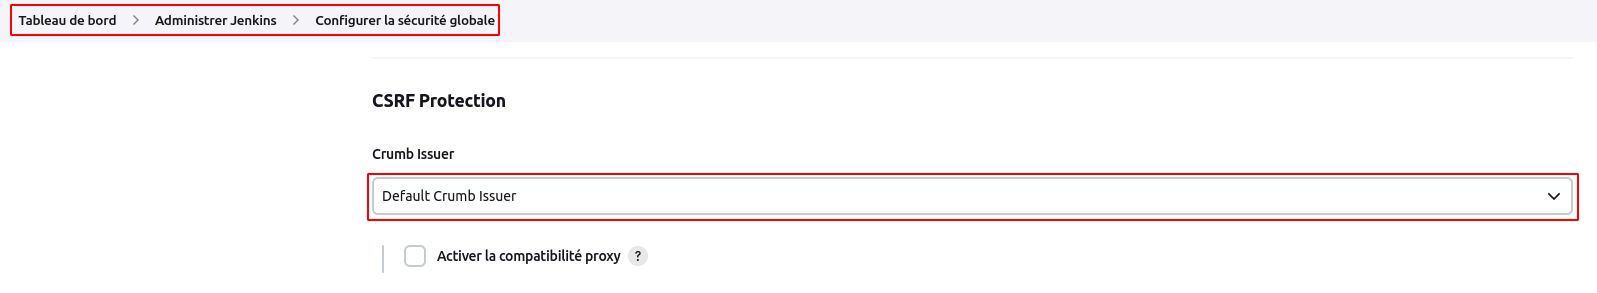 Tableau de bord > Administrer Jenkins > Configurer la sécurité globale
CSRF Protection
Crumb Issuer
Default Crumb Issuer
Activer la compatibilité proxy ?